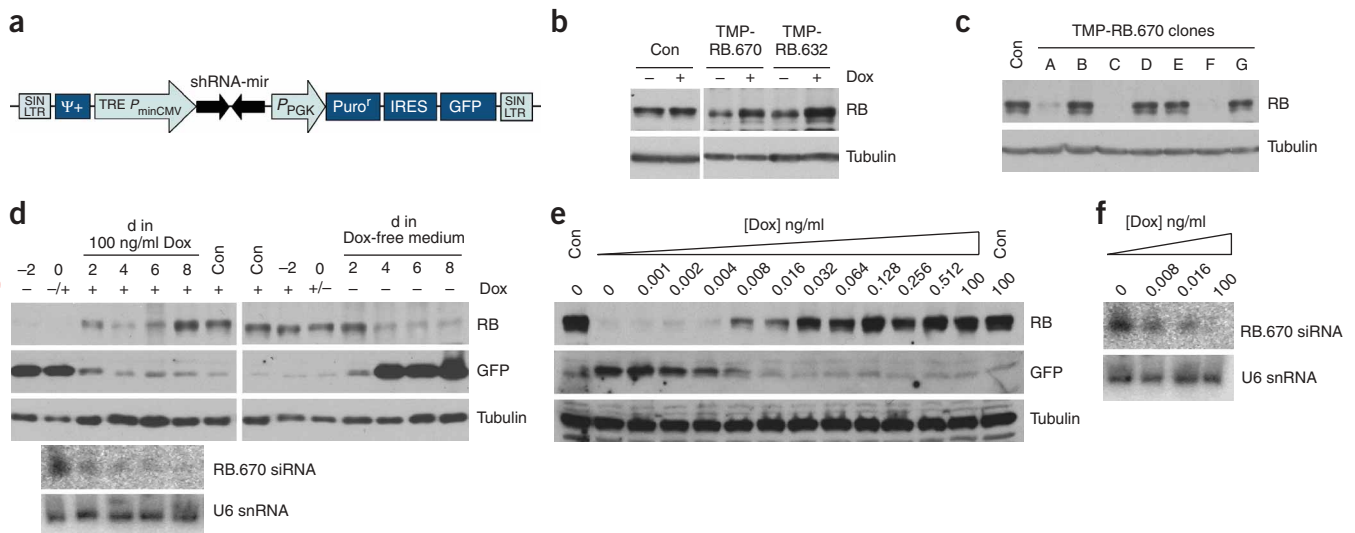 a
SIN LTR Ψ+ TRE PminCMV shRNA-mir PPGK Puroʳ IRES GFP SIN LTR
b
Con TMP-RB.670 TMP-RB.632
– + – + – + Dox
RB
Tubulin
c
TMP-RB.670 clones
Con A B C D E F G
RB
Tubulin
d
d in 100 ng/ml Dox
d in Dox-free medium
–2 0 2 4 6 8 Con Con –2 0 2 4 6 8
– –/+ + + + + + + + +/– – – – – Dox
RB
GFP
Tubulin
RB.670 siRNA
U6 snRNA
e
[Dox] ng/ml
Con Con
0 0 0.001 0.002 0.004 0.008 0.016 0.032 0.064 0.128 0.256 0.512 100 100
RB
GFP
Tubulin
f
[Dox] ng/ml
0 0.008 0.016 100
RB.670 siRNA
U6 snRNA